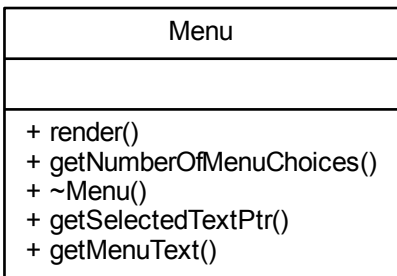 Menu
+ render()
+ getNumberOfMenuChoices()
+ ~Menu()
+ getSelectedTextPtr()
+ getMenuText()